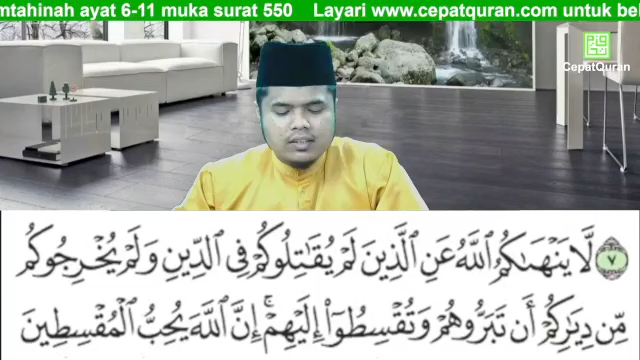 mtahinah ayat 6-11 muka surat 550 Layari www.cepatquran.com untuk bel
CepatQuran
٧ لَّا يَنْهَىٰكُمُ ٱللَّهُ عَنِ ٱلَّذِينَ لَمْ يُقَٰتِلُوكُمْ فِى ٱلدِّينِ وَلَمْ يُخْرِجُوكُم
مِّن دِيَٰرِكُمْ أَن تَبَرُّوهُمْ وَتُقْسِطُوٓا۟ إِلَيْهِمْ ۚ إِنَّ ٱللَّهَ يُحِبُّ ٱلْمُقْسِطِينَ